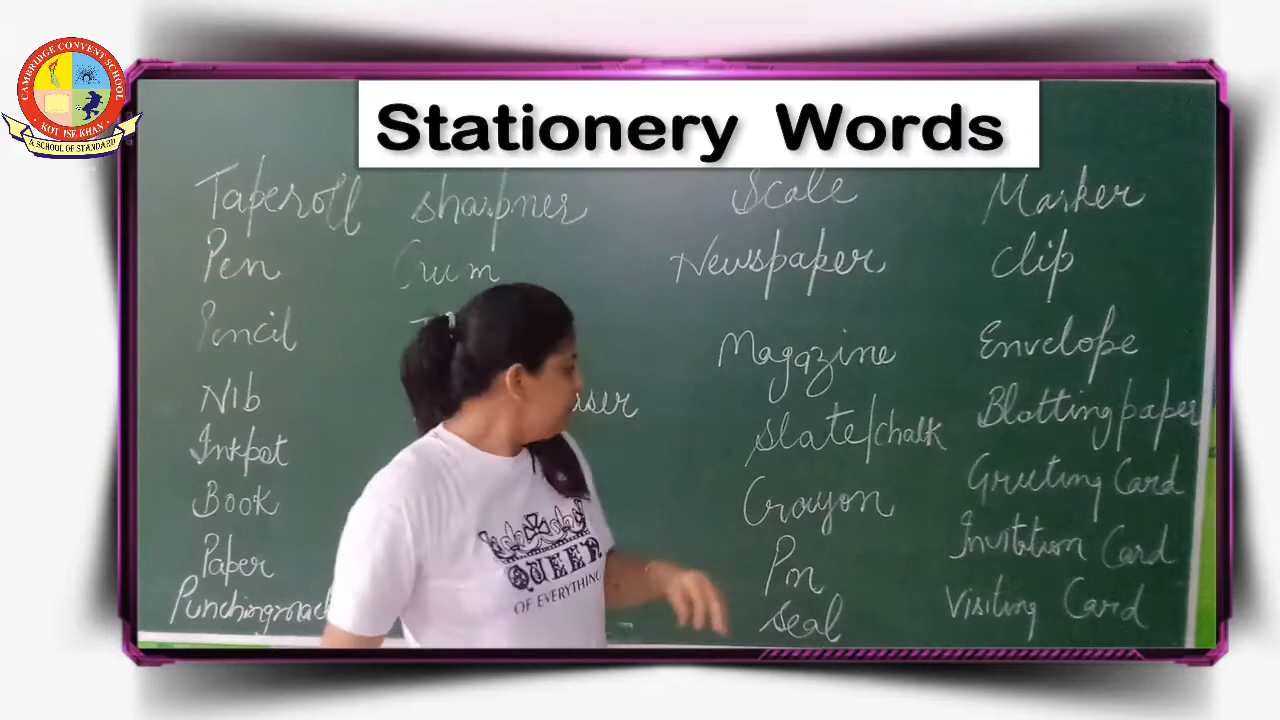 CAMBRIDGE CONVENT SCHOOL
KOT ISE KHAN
A SCHOOL OF STANDARD
Stationery Words
Taperoll
Pen
Pencil
Nib
Inkpot
Book
Paper
sharpner
Scale
Newspaper
Magazine
Slate/chalk
Crayon
Pin
Seal
Marker
Clip
Envelope
Blotting paper
Greeting Card
Invitation Card
Visiting Card
QUEEN
OF EVERYTHING